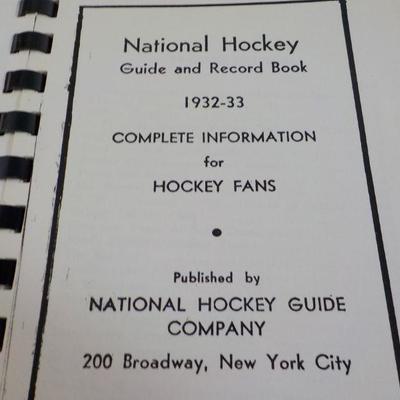 National Hockey
Guide and Record Book
1932-33
COMPLETE INFORMATION
for
HOCKEY FANS
Published by
NATIONAL HOCKEY GUIDE
COMPANY
200 Broadway, New York City